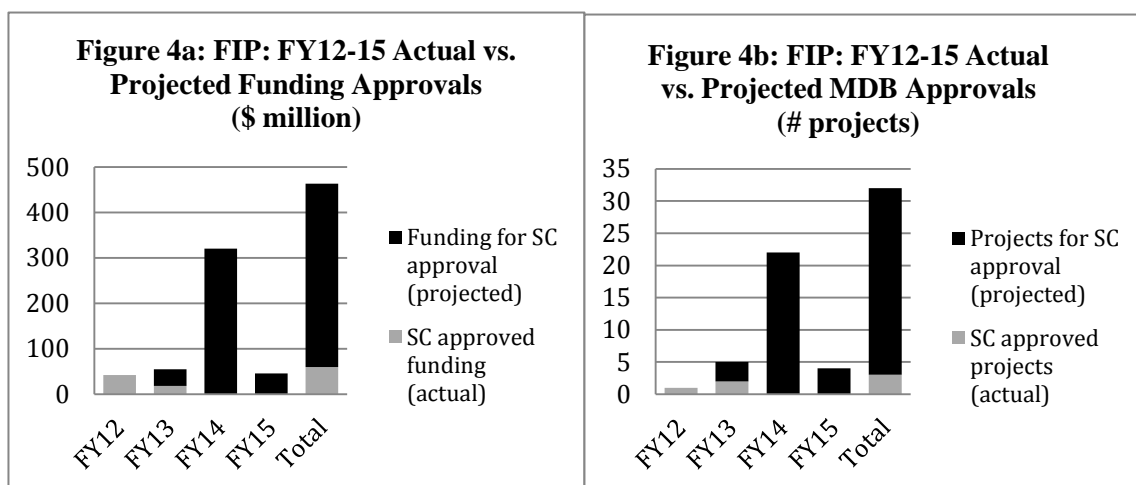 Figure 4a: FIP: FY12-15 Actual vs.
Projected Funding Approvals
($ million)
500
400
300
200
100
0
FY12
FY13
FY14
FY15
Total
Funding for SC
approval
(projected)
SC approved
funding
(actual)
Figure 4b: FIP: FY12-15 Actual
vs. Projected MDB Approvals
(# projects)
35
30
25
20
15
10
5
0
FY12
FY13
FY14
FY15
Total
Projects for SC
approval
(projected)
SC approved
projects
(actual)